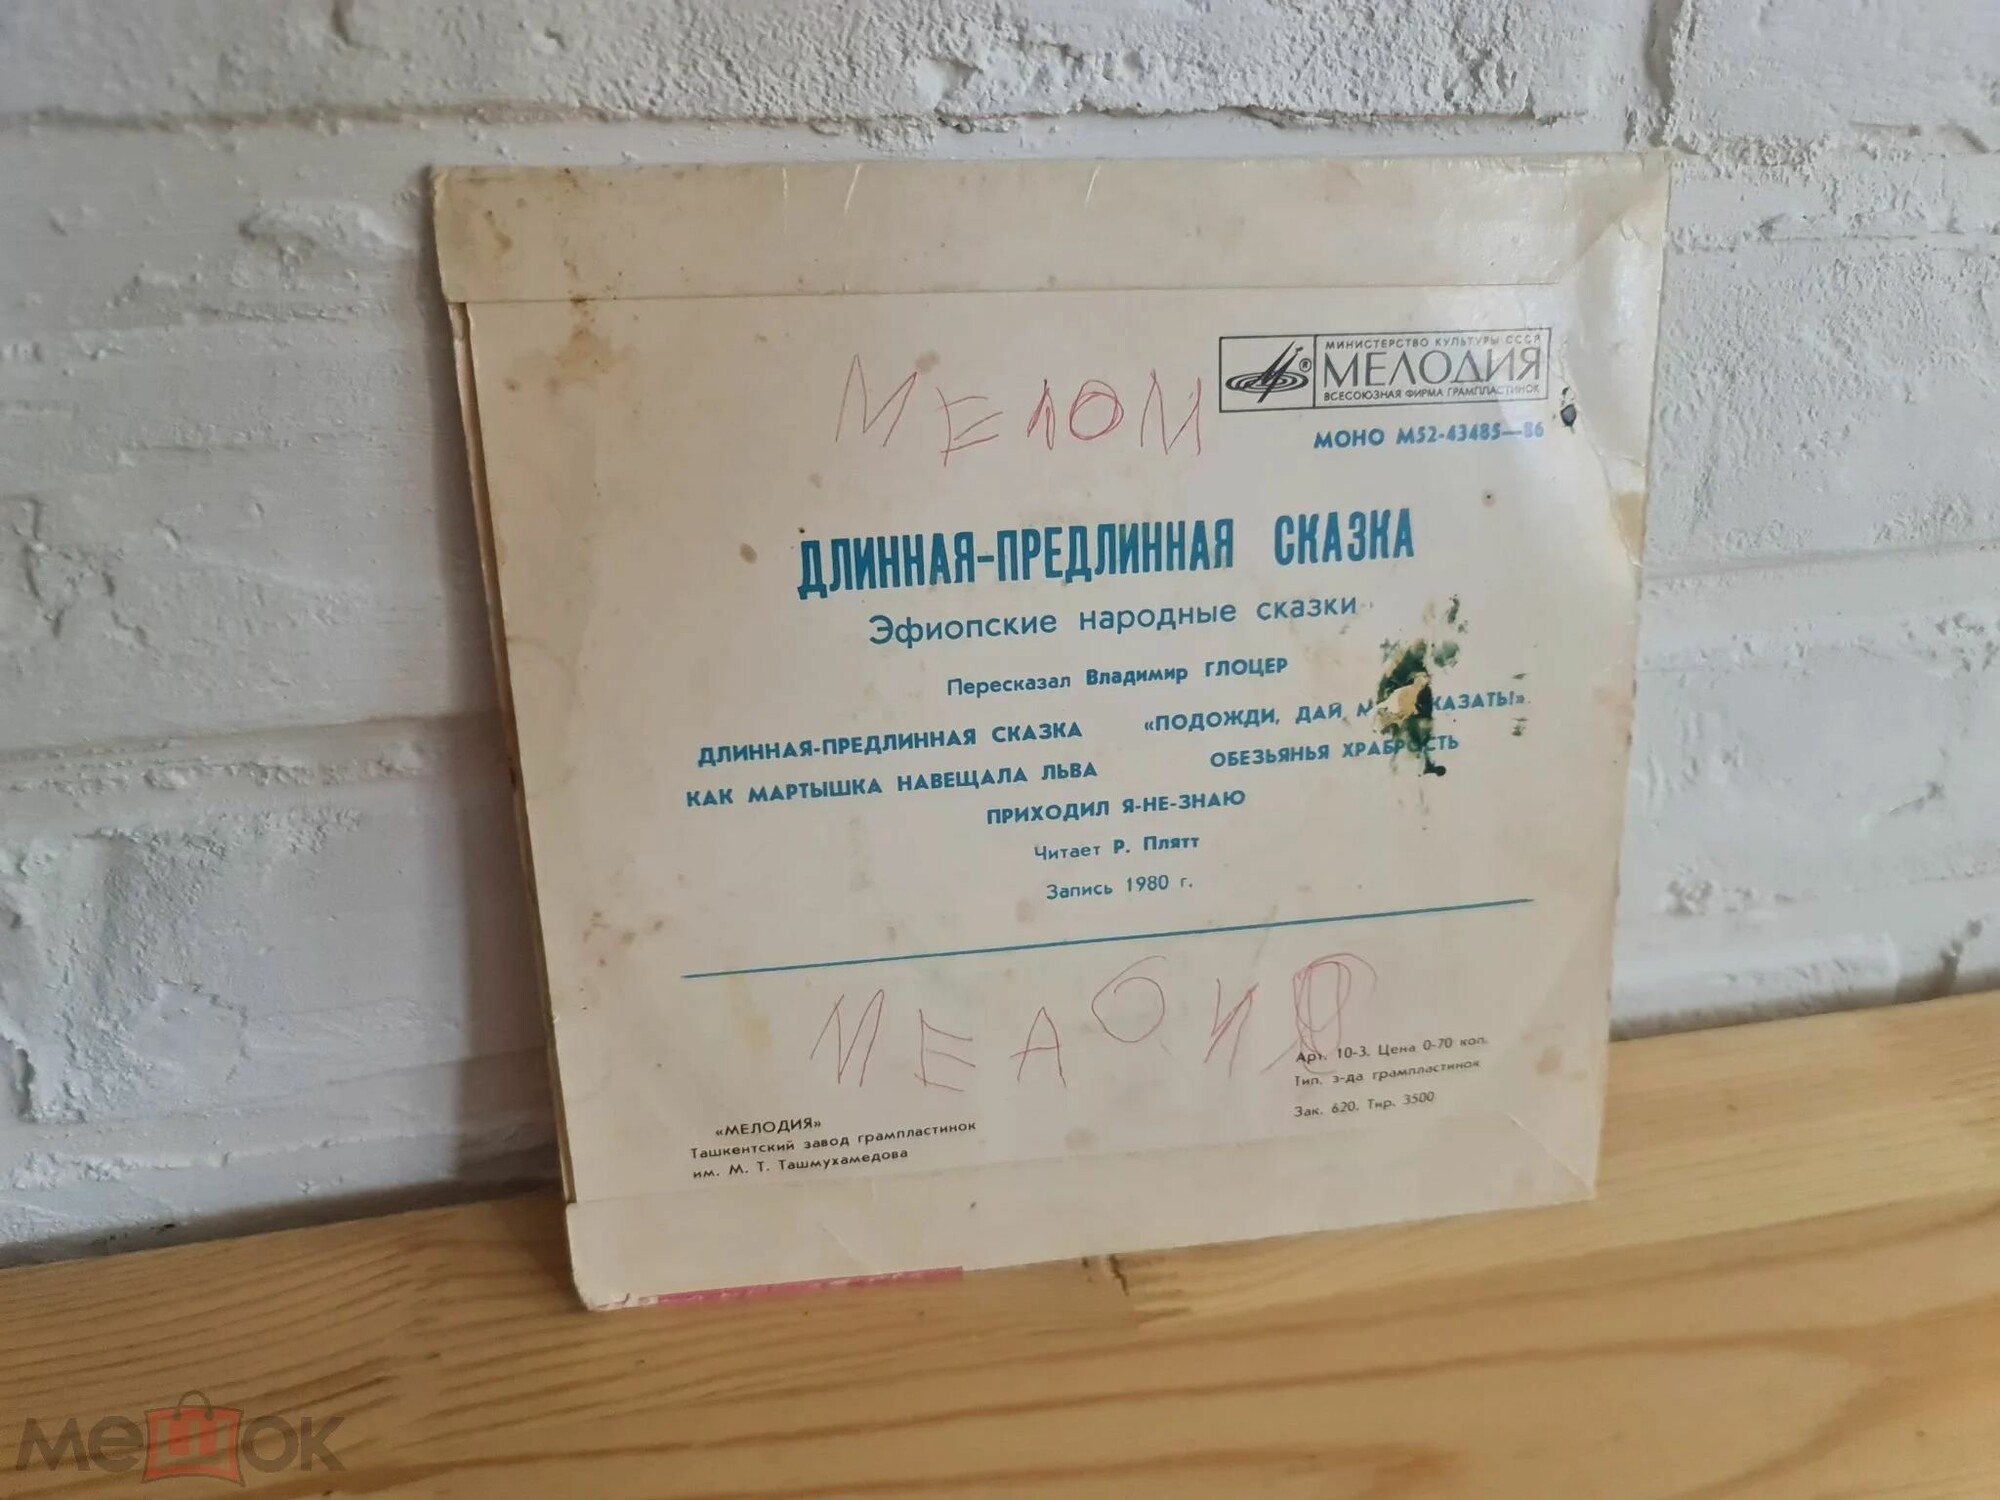 МИНИСТЕРСТВО КУЛЬТУРЫ СССР
МЕЛОДИЯ
ВСЕСОЮЗНАЯ ФИРМА ГРАМПЛАСТИНОК
МОНО М52-43485—86
МЕЛОМ
ДЛИННАЯ-ПРЕДЛИННАЯ СКАЗКА
Эфиопские народные сказки
Пересказал Владимир ГЛОЦЕР
ДЛИННАЯ-ПРЕДЛИННАЯ СКАЗКА «ПОДОЖДИ, ДАЙ КАЗАТЬ!»
КАК МАРТЫШКА НАВЕЩАЛА ЛЬВА ОБЕЗЬЯНЬЯ ХРАБРОСТЬ
ПРИХОДИЛ Я-НЕ-ЗНАЮ
Читает Р. Плятт
Запись 1980 г.
МЕЛОИЯ
«МЕЛОДИЯ»
Ташкентский завод грампластинок
им. М. Т. Ташмухамедова
Арт. 10-3. Цена 0-70 коп.
Тип. з-да грампластинок
Зак. 620. Тир. 3500
мешок